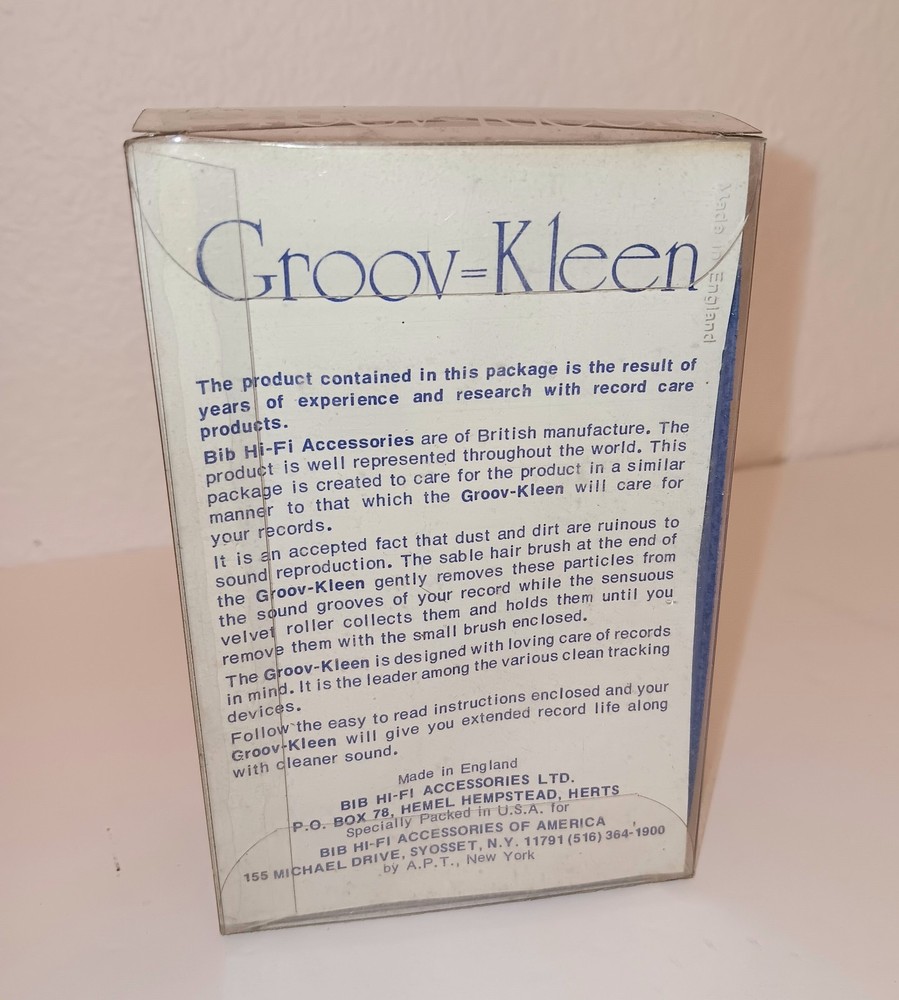 Groov=Kleen
Made in England
The product contained in this package is the result of
years of experience and research with record care
products.
Bib Hi-Fi Accessories are of British manufacture. The
product is well represented throughout the world. This
package is created to care for the product in a similar
manner to that which the Groov-Kleen will care for
your records.
It is an accepted fact that dust and dirt are ruinous to
sound reproduction. The sable hair brush at the end of
the Groov-Kleen gently removes these particles from
the sound grooves of your record while the sensuous
velvet roller collects them and holds them until you
remove them with the small brush enclosed.
The Groov-Kleen is designed with loving care of records
in mind. It is the leader among the various clean tracking
devices.
Follow the easy to read instructions enclosed and your
Groov-Kleen will give you extended record life along
with cleaner sound.
Made in England
BIB HI-FI ACCESSORIES LTD.
P.O. BOX 78, HEMEL HEMPSTEAD, HERTS
Specially Packed in U.S.A. for
BIB HI-FI ACCESSORIES OF AMERICA
155 MICHAEL DRIVE, SYOSSET, N.Y. 11791 (516) 364-1900
by A.P.T., New York